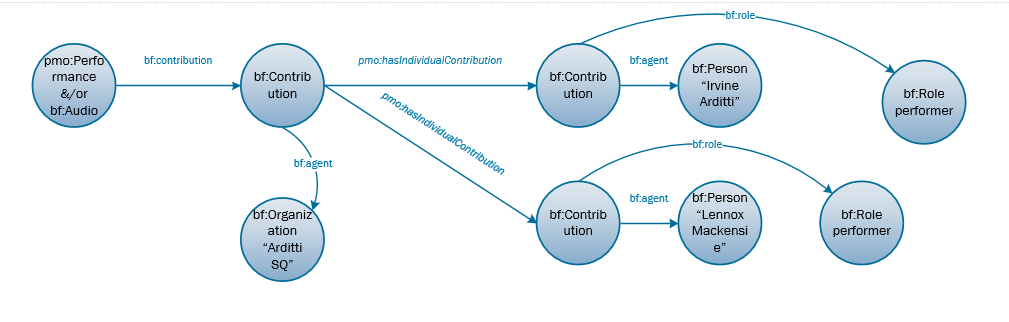 bf:role
pmo:Perfo
rmance
&/or
bf:Audio
bf:contribution
bf:Contrib
ution
pmo:hasIndividualContribution
bf:Contrib
ution
bf:agent
bf:Person
“Irvine
Arditti”
bf:Role
performer
pmo:hasIndividualContribution
bf:agent
bf:Organiz
ation
“Arditti
SQ”
bf:role
bf:Contrib
ution
bf:agent
bf:Person
“Lennox
Mackensi
e”
bf:Role
performer